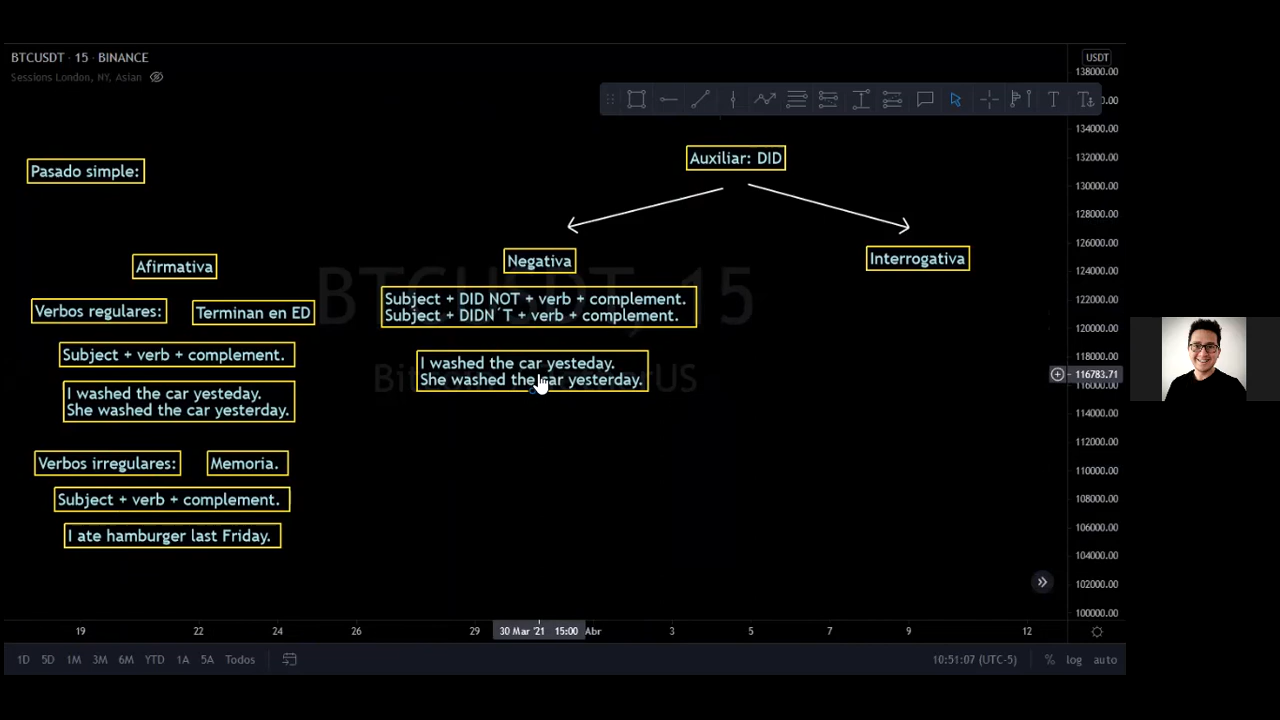 BTCUSDT · 15 · BINANCE
Sessions London, NY, Asian
USDT
138000.00
134000.00
132000.00
130000.00
128000.00
126000.00
124000.00
122000.00
120000.00
118000.00
116783.71
116000.00
114000.00
112000.00
110000.00
108000.00
106000.00
104000.00
102000.00
100000.00
Auxiliar: DID
Pasado simple:
Afirmativa
Verbos regulares:
Terminan en ED
Subject + verb + complement.
I washed the car yesteday.
She washed the car yesterday.
Verbos irregulares:
Memoria.
Subject + verb + complement.
I ate hamburger last Friday.
Negativa
Subject + DID NOT + verb + complement.
Subject + DIDN´T + verb + complement.
I washed the car yesteday.
She washed the car yesterday.
Interrogativa
BTCUSDT, 15
19 22 24 26 29 30 Mar '21 15:00 Abr 3 5 7 9 12
1D 5D 1M 3M 6M YTD 1A 5A Todos
10:51:07 (UTC-5) % log auto